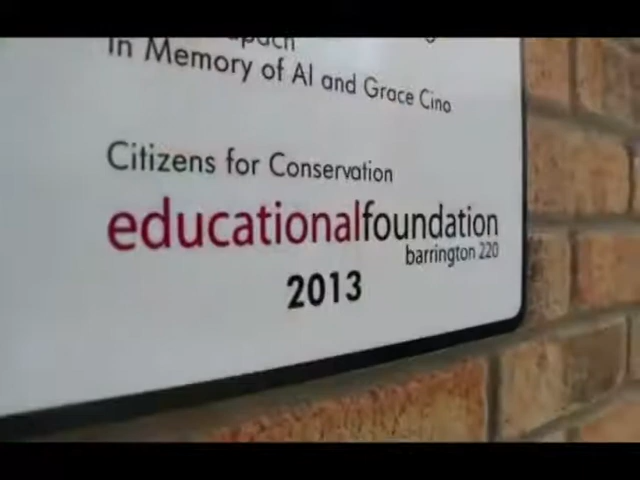 In Memory of Al and Grace Cino
Citizens for Conservation
educationalfoundation
barrington 220
2013